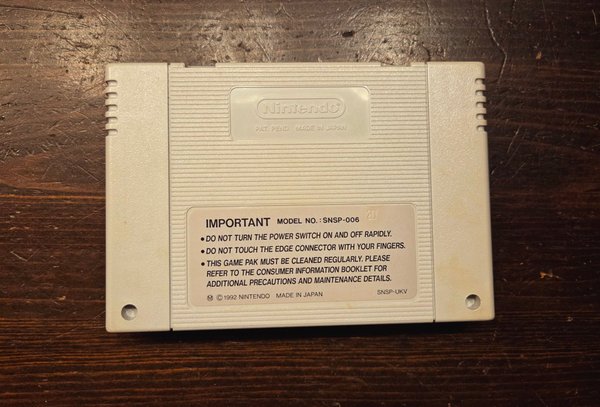 Nintendo
PAT. PEND. MADE IN JAPAN
IMPORTANT MODEL NO. : SNSP-006
● DO NOT TURN THE POWER SWITCH ON AND OFF RAPIDLY.
● DO NOT TOUCH THE EDGE CONNECTOR WITH YOUR FINGERS.
● THIS GAME PAK MUST BE CLEANED REGULARLY. PLEASE
REFER TO THE CONSUMER INFORMATION BOOKLET FOR
ADDITIONAL PRECAUTIONS AND MAINTENANCE DETAILS.
Ⓜ © 1992 NINTENDO MADE IN JAPAN
SNSP-UKV